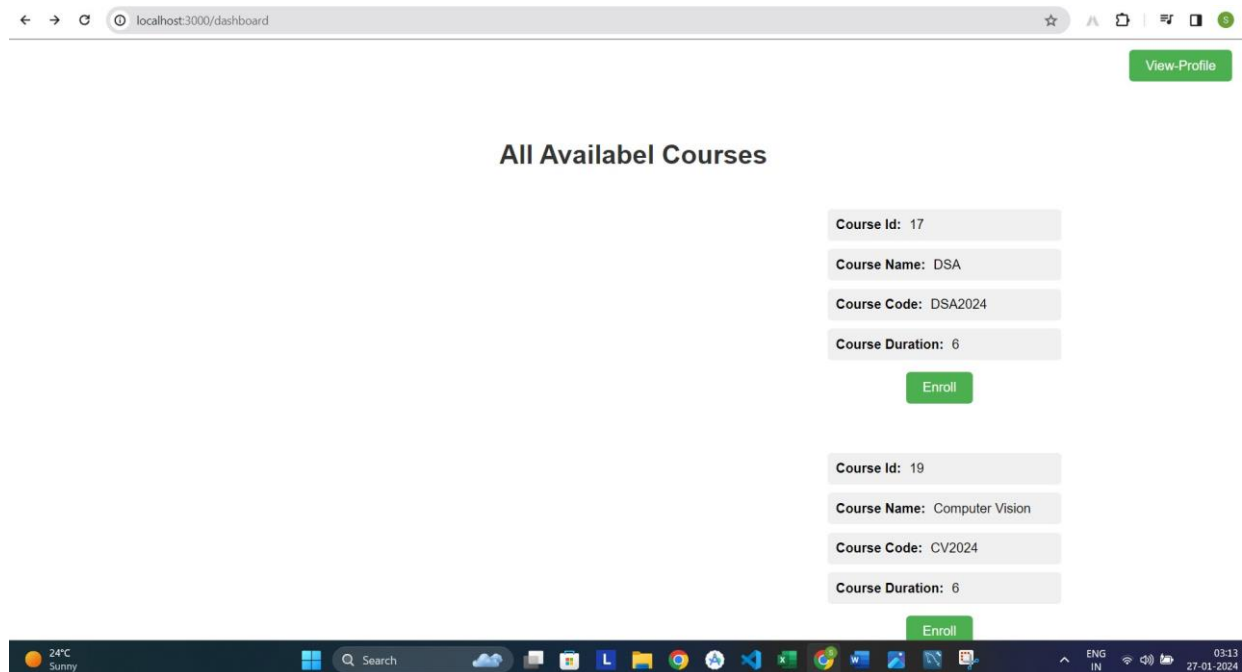 localhost:3000/dashboard
S
View-Profile
All Availabel Courses
Course Id: 17
Course Name: DSA
Course Code: DSA2024
Course Duration: 6
Enroll
Course Id: 19
Course Name: Computer Vision
Course Code: CV2024
Course Duration: 6
Enroll
24°C
Sunny
Search
L
ENG
IN
03:13
27-01-2024